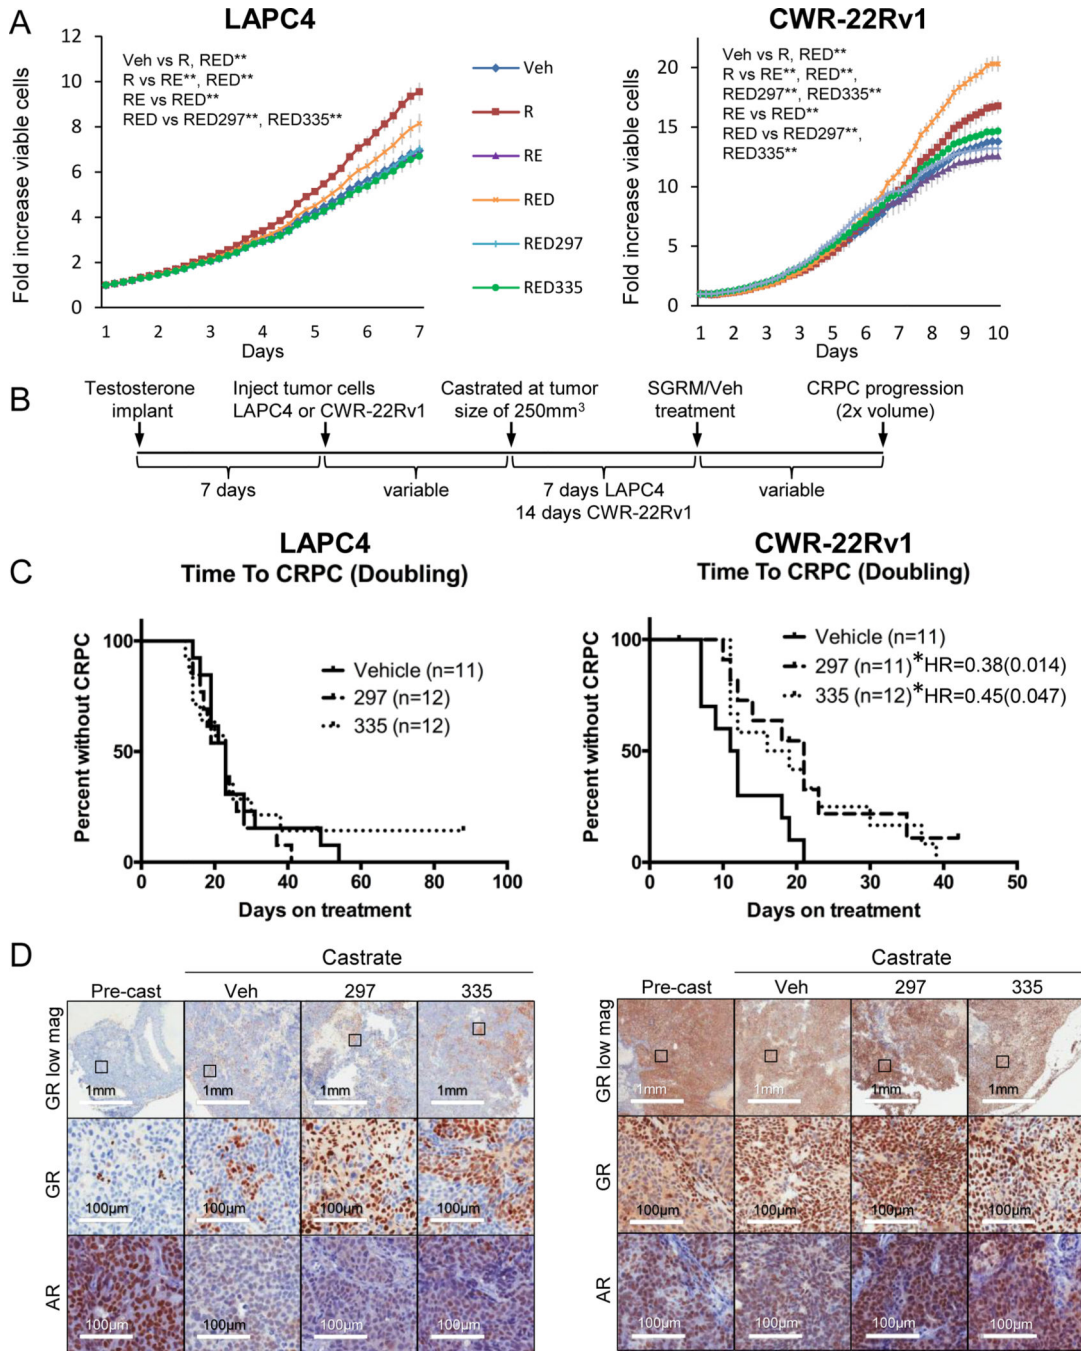 A
LAPC4
Fold increase viable cells
12
10
8
6
4
2
0
Veh vs R, RED**
R vs RE**, RED**
RE vs RED**
RED vs RED297**, RED335**
1 2 3 4 5 6 7
Days
Veh
R
RE
RED
RED297
RED335
CWR-22Rv1
Fold increase viable cells
20
15
10
5
0
Veh vs R, RED**
R vs RE**, RED**,
RED297**, RED335**
RE vs RED**
RED vs RED297**,
RED335**
1 2 3 3 5 6 7 8 9 10
Days
B
Testosterone
implant
Inject tumor cells
LAPC4 or CWR-22Rv1
Castrated at tumor
size of 250mm³
SGRM/Veh
treatment
CRPC progression
(2x volume)
7 days
variable
7 days LAPC4
14 days CWR-22Rv1
variable
C
LAPC4
Time To CRPC (Doubling)
Percent without CRPC
100
50
0
Vehicle (n=11)
297 (n=12)
335 (n=12)
0 20 40 60 80 100
Days on treatment
CWR-22Rv1
Time To CRPC (Doubling)
Percent without CRPC
100
50
0
Vehicle (n=11)
297 (n=11)*HR=0.38(0.014)
335 (n=12)*HR=0.45(0.047)
0 10 20 30 40 50
Days on treatment
D
Castrate
Pre-cast Veh 297 335
GR low mag
1mm 1mm 1mm 1mm
GR
100µm 100µm 100µm 100µm
AR
100µm 100µm 100µm 100µm
Castrate
Pre-cast Veh 297 335
GR low mag
1mm 1mm 1mm 1mm
GR
100µm 100µm 100µm 100µm
AR
100µm 100µm 100µm 100µm